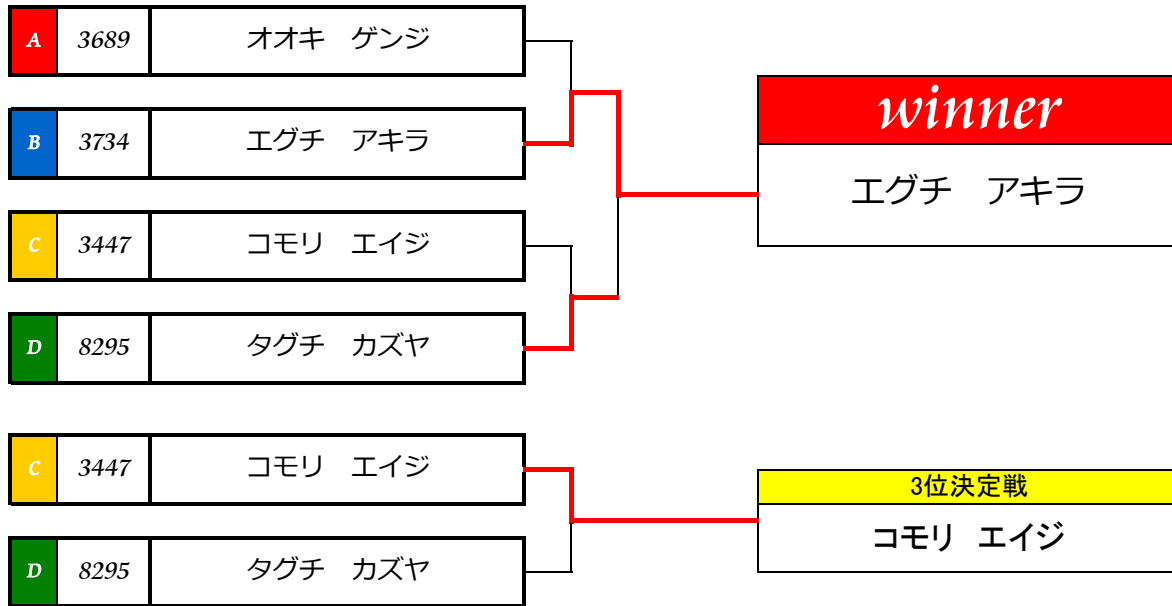 A 3689 オオキ ゲンジ
B 3734 エグチ アキラ
winner
エグチ アキラ
C 3447 コモリ エイジ
D 8295 タグチ カズヤ
C 3447 コモリ エイジ
D 8295 タグチ カズヤ
3位決定戦
コモリ エイジ